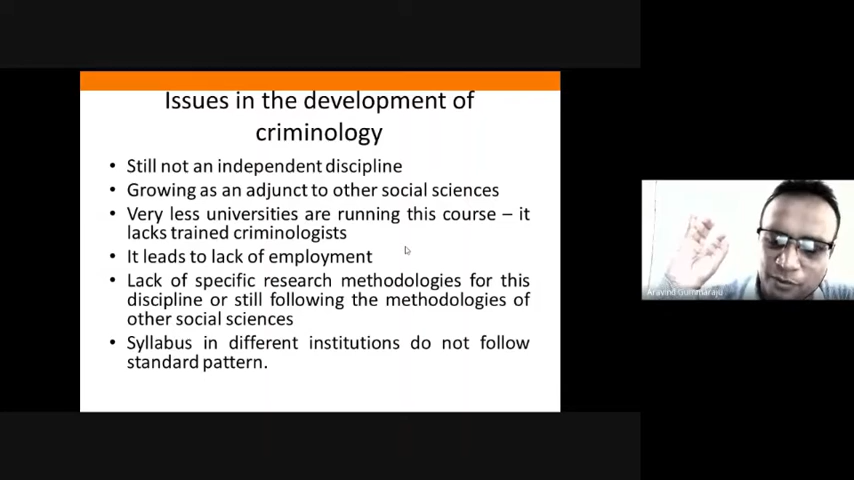 Issues in the development of
criminology
• Still not an independent discipline
• Growing as an adjunct to other social sciences
• Very less universities are running this course – it
lacks trained criminologists
• It leads to lack of employment
• Lack of specific research methodologies for this
discipline or still following the methodologies of
other social sciences
• Syllabus in different institutions do not follow
standard pattern.
Aravind Gummaraju